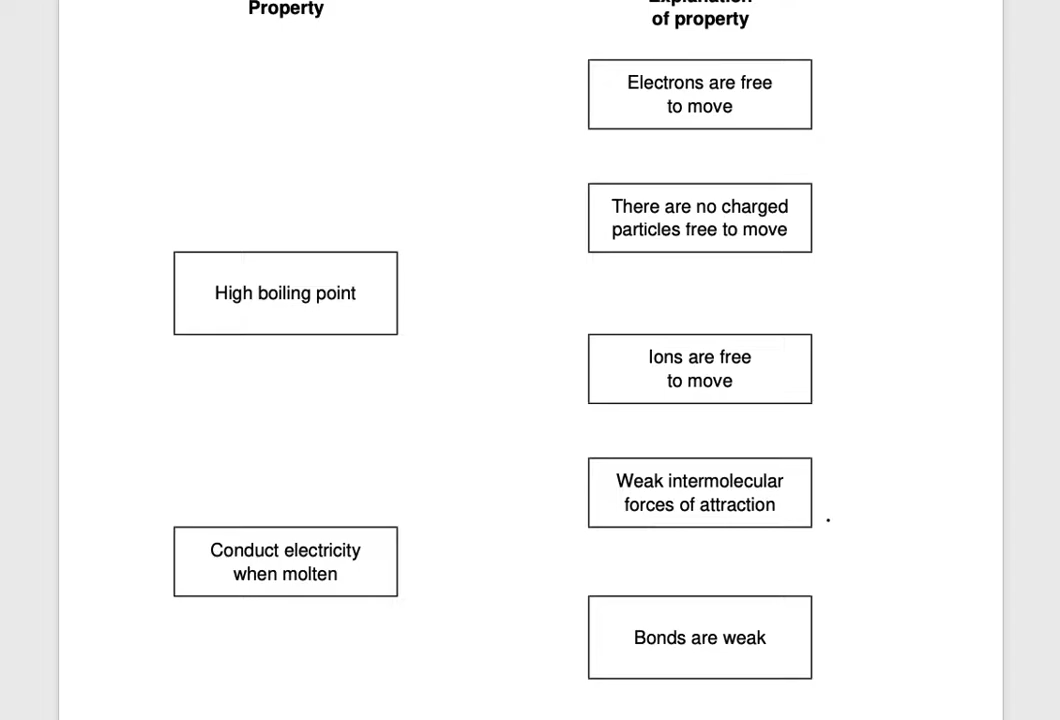 Property
of property
Electrons are free
to move
There are no charged
particles free to move
High boiling point
Ions are free
to move
Weak intermolecular
forces of attraction
Conduct electricity
when molten
Bonds are weak